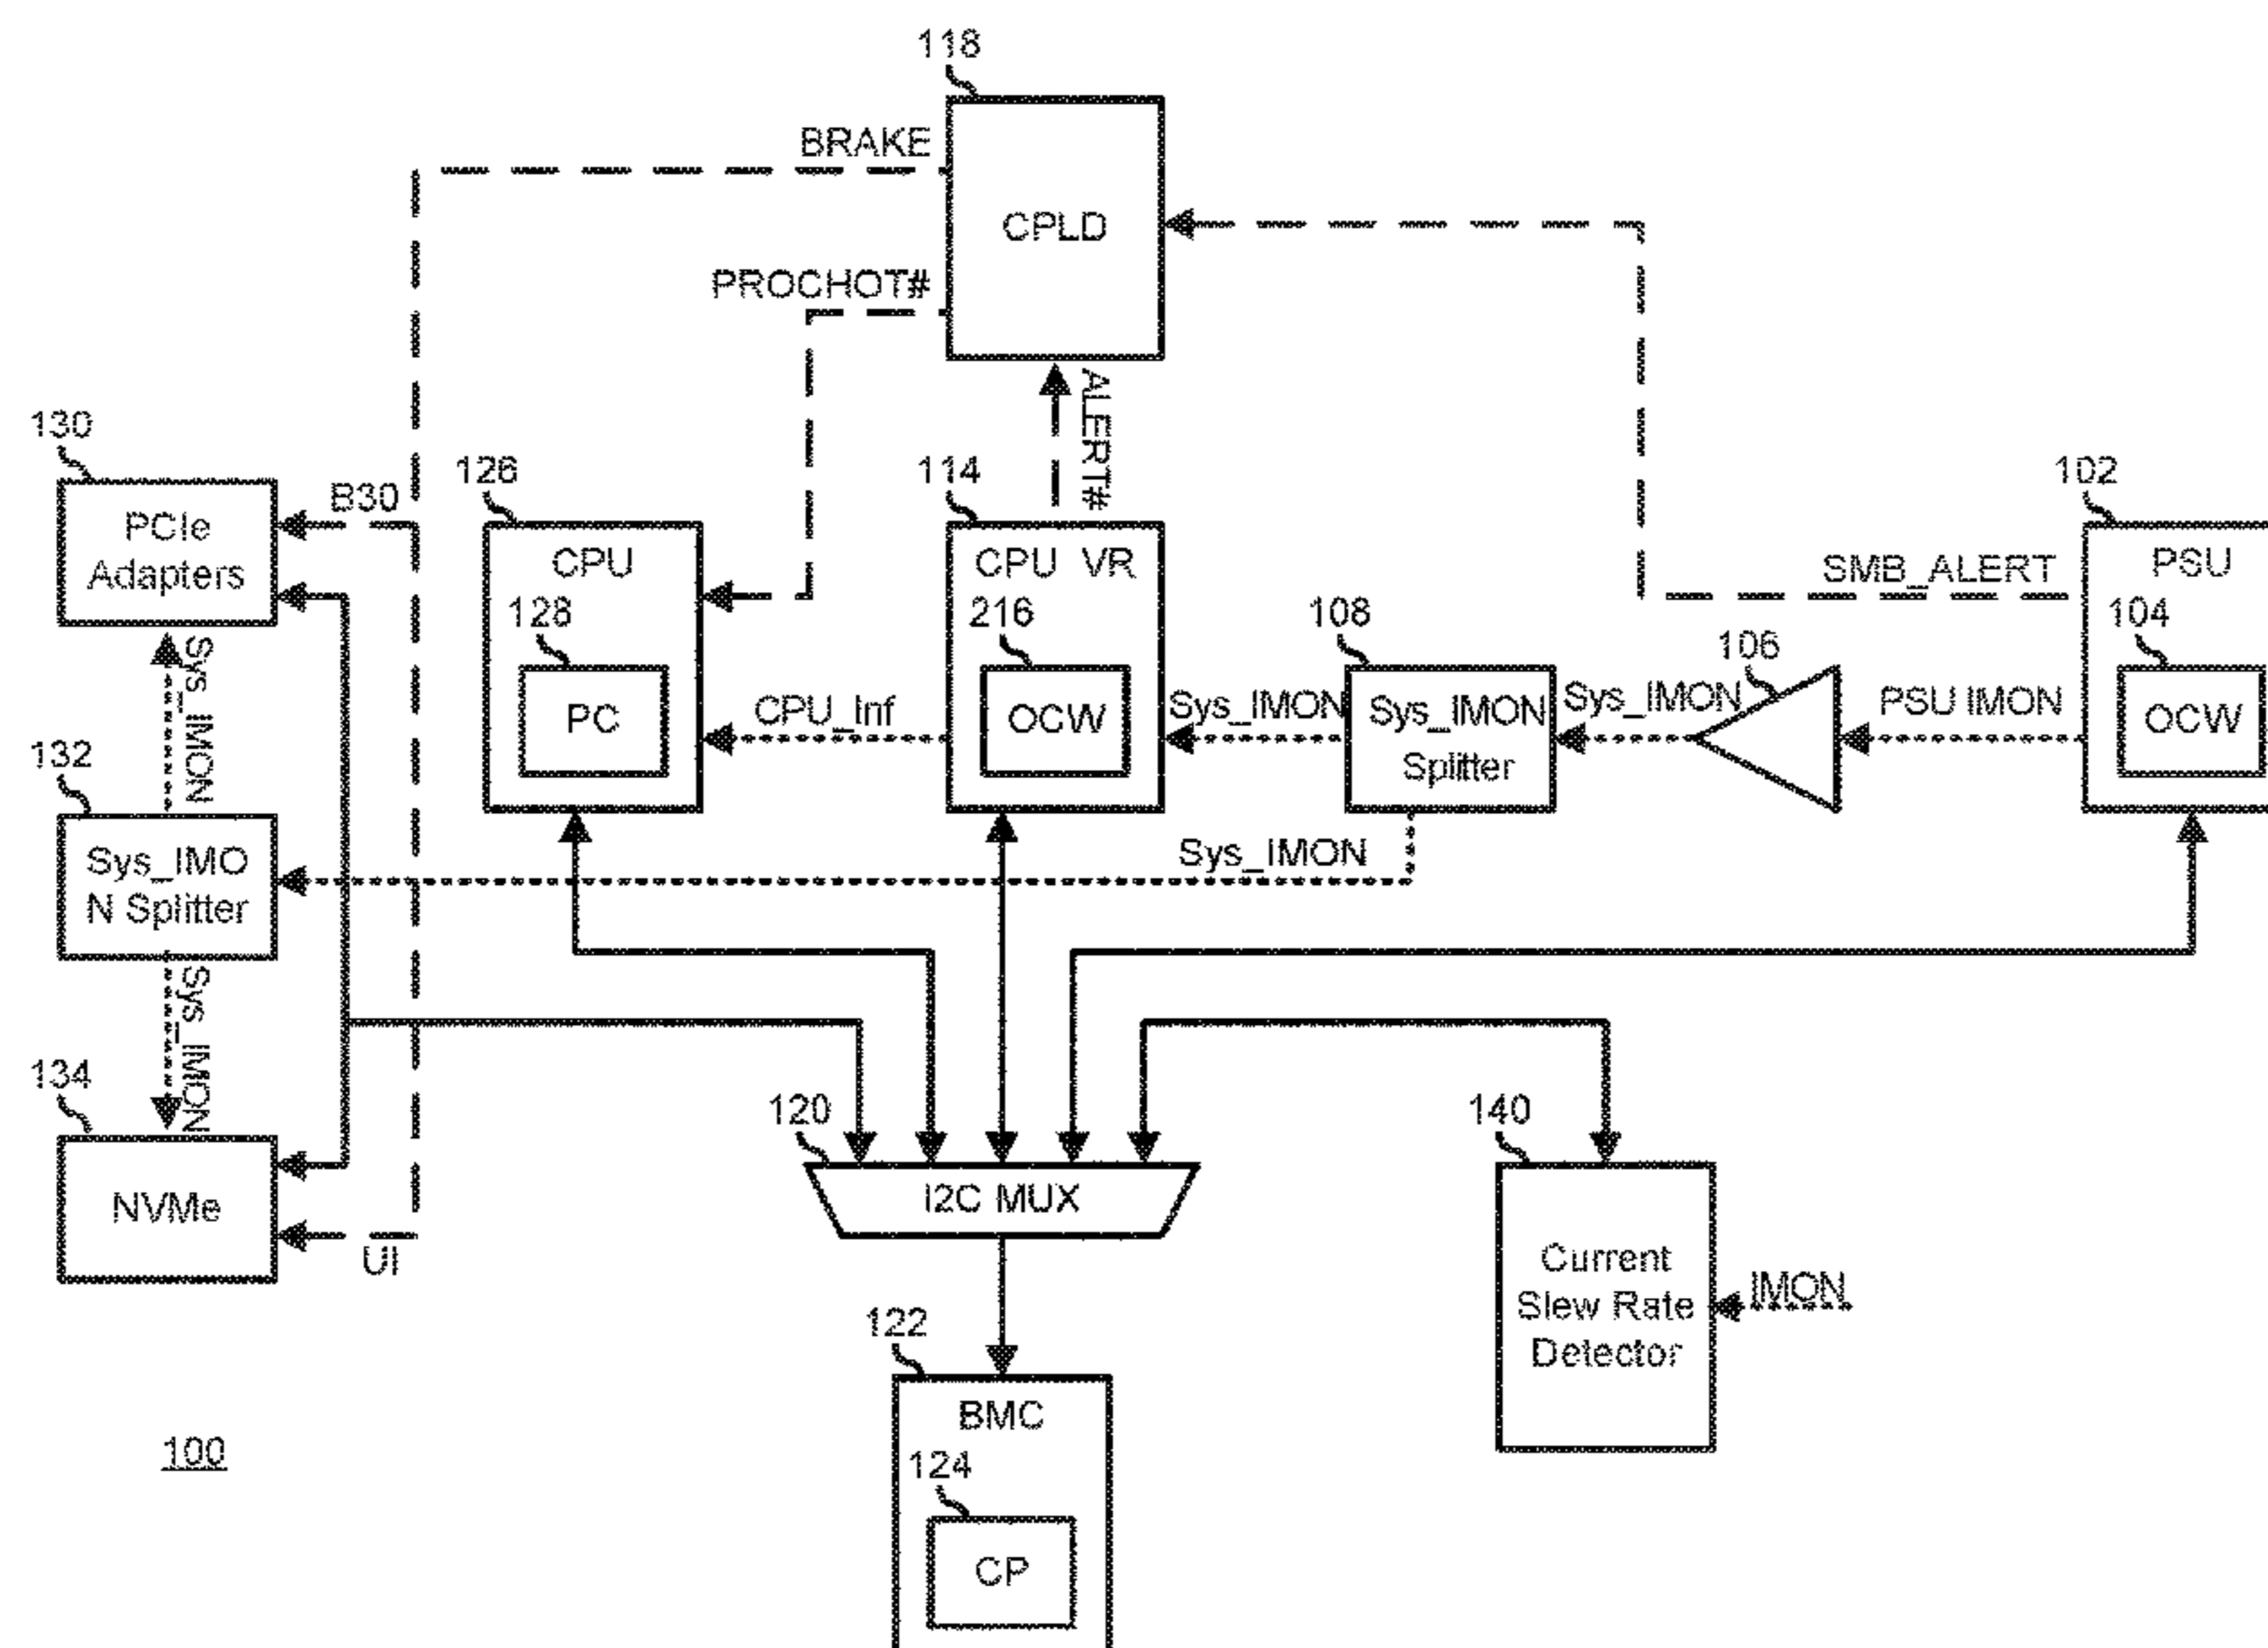 118
BRAKE
CPLD
PROCHOT#
ALERT#
130
B30
PCIe
Adapters
126
CPU
128
PC
114
CPU VR
216
OCW
CPU_Inf
Sys_IMON
108
Sys_IMON
Splitter
Sys_IMON
106
PSU IMON
SMB_ALERT
102
PSU
104
OCW
Sys_IMON
132
Sys_IMO
N Splitter
Sys_IMON
Sys_IMON
134
NVMe
UI
120
I2C MUX
140
Current
Slew Rate
Detector
IMON
122
BMC
124
CP
100